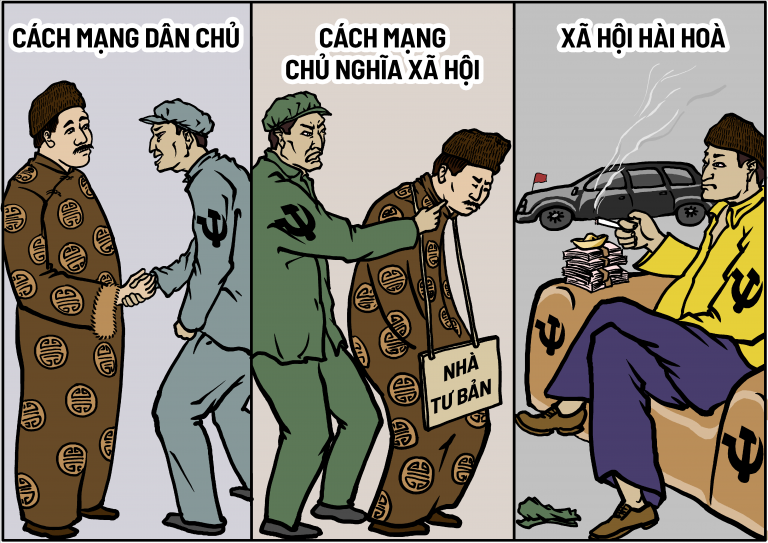 CÁCH MẠNG DÂN CHỦ
CÁCH MẠNG
CHỦ NGHĨA XÃ HỘI
XÃ HỘI HÀI HOÀ
NHÀ
TƯ BẢN